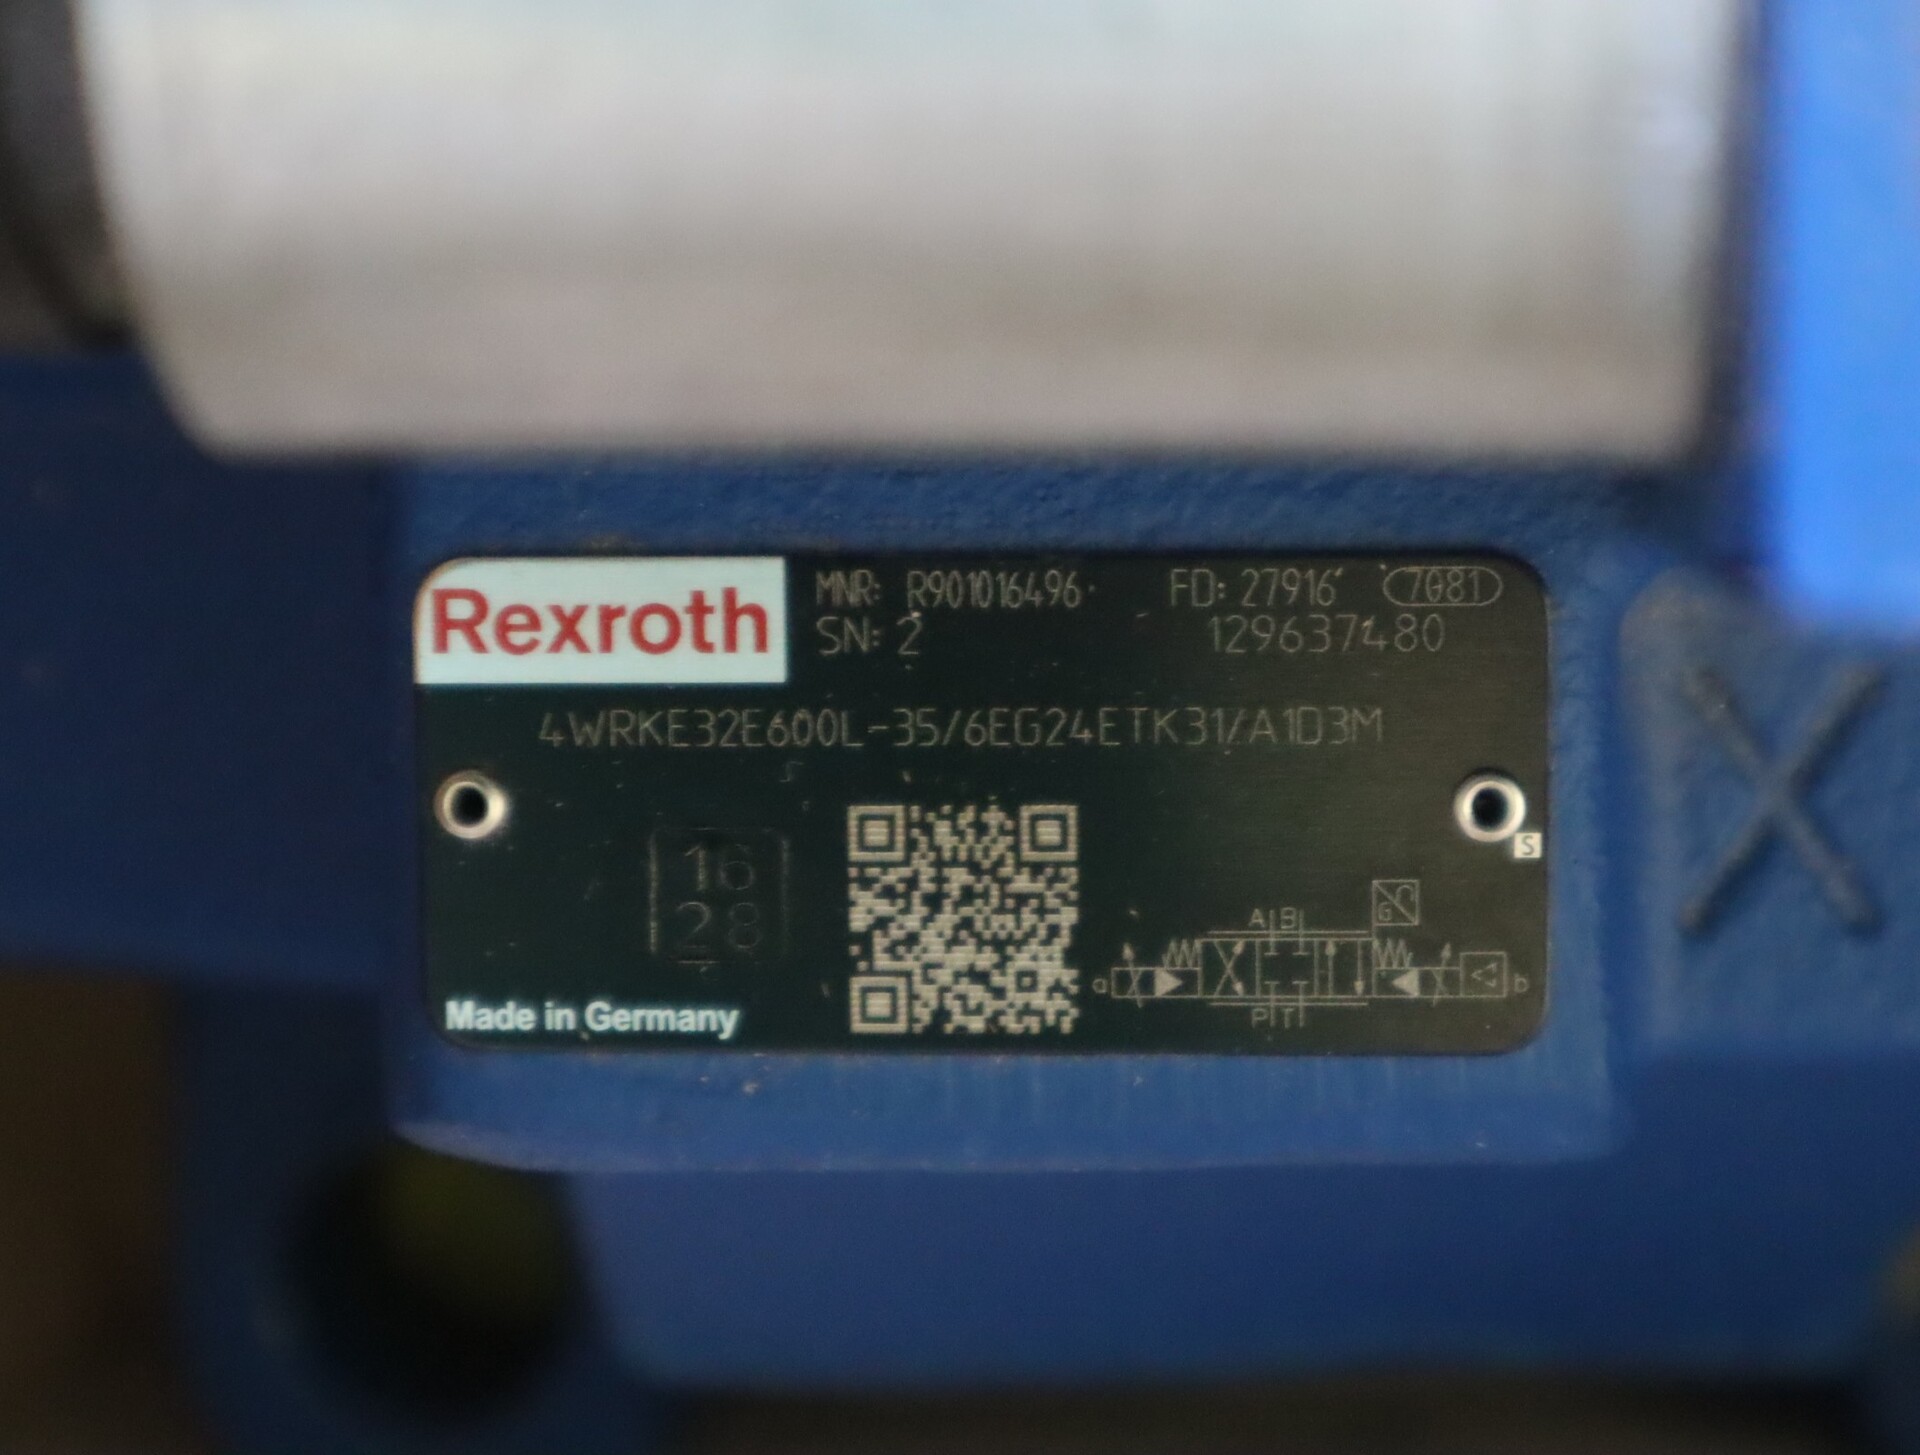 Rexroth
MNR: R901016496 FD: 27916 7081
SN: 2 129637480
4WRKE32E600L-35/6EG24ETK31/A1D3M
S
16
28
G
A B
a b
P T
Made in Germany
X